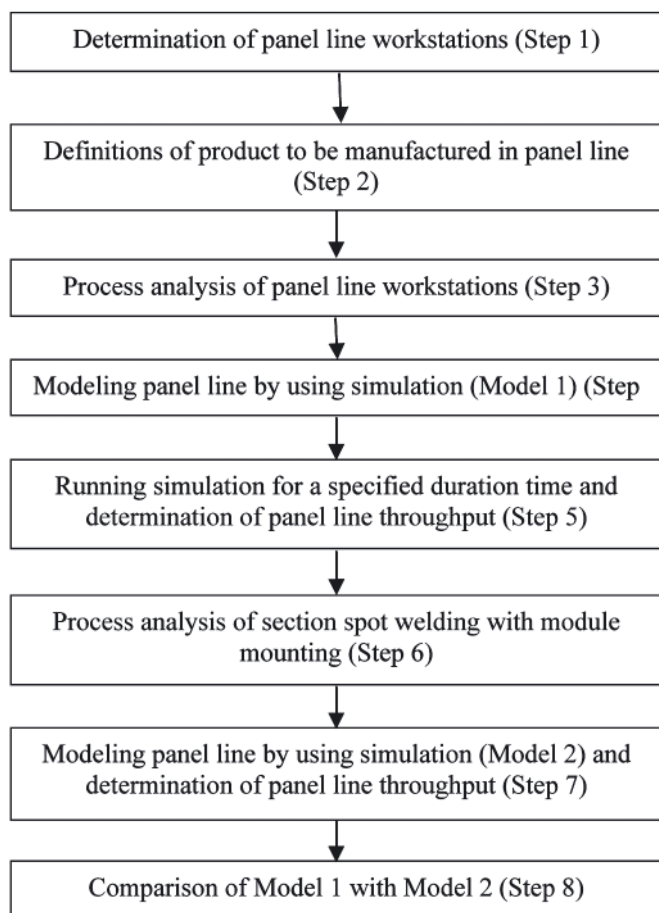 Determination of panel line workstations (Step 1)
Definitions of product to be manufactured in panel line
(Step 2)
Process analysis of panel line workstations (Step 3)
Modeling panel line by using simulation (Model 1) (Step
Running simulation for a specified duration time and
determination of panel line throughput (Step 5)
Process analysis of section spot welding with module
mounting (Step 6)
Modeling panel line by using simulation (Model 2) and
determination of panel line throughput (Step 7)
Comparison of Model 1 with Model 2 (Step 8)